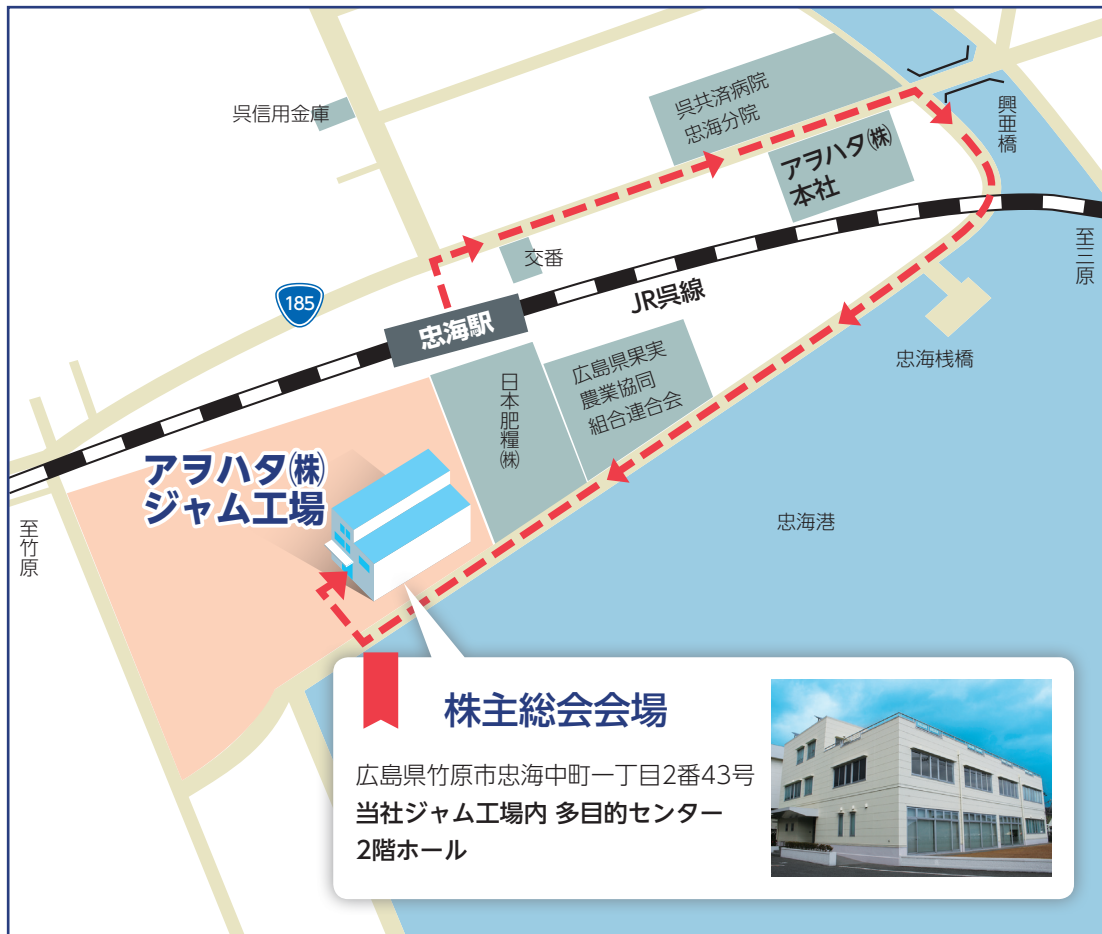 呉信用金庫
呉共済病院
忠海分院
興亜橋
アヲハタ㈱
本社
至三原
交番
185
JR呉線
忠海駅
忠海桟橋
広島県果実
農業協同
組合連合会
日本肥糧㈱
アヲハタ㈱
ジャム工場
至竹原
忠海港
株主総会会場
広島県竹原市忠海中町一丁目2番43号
当社ジャム工場内 多目的センター
2階ホール